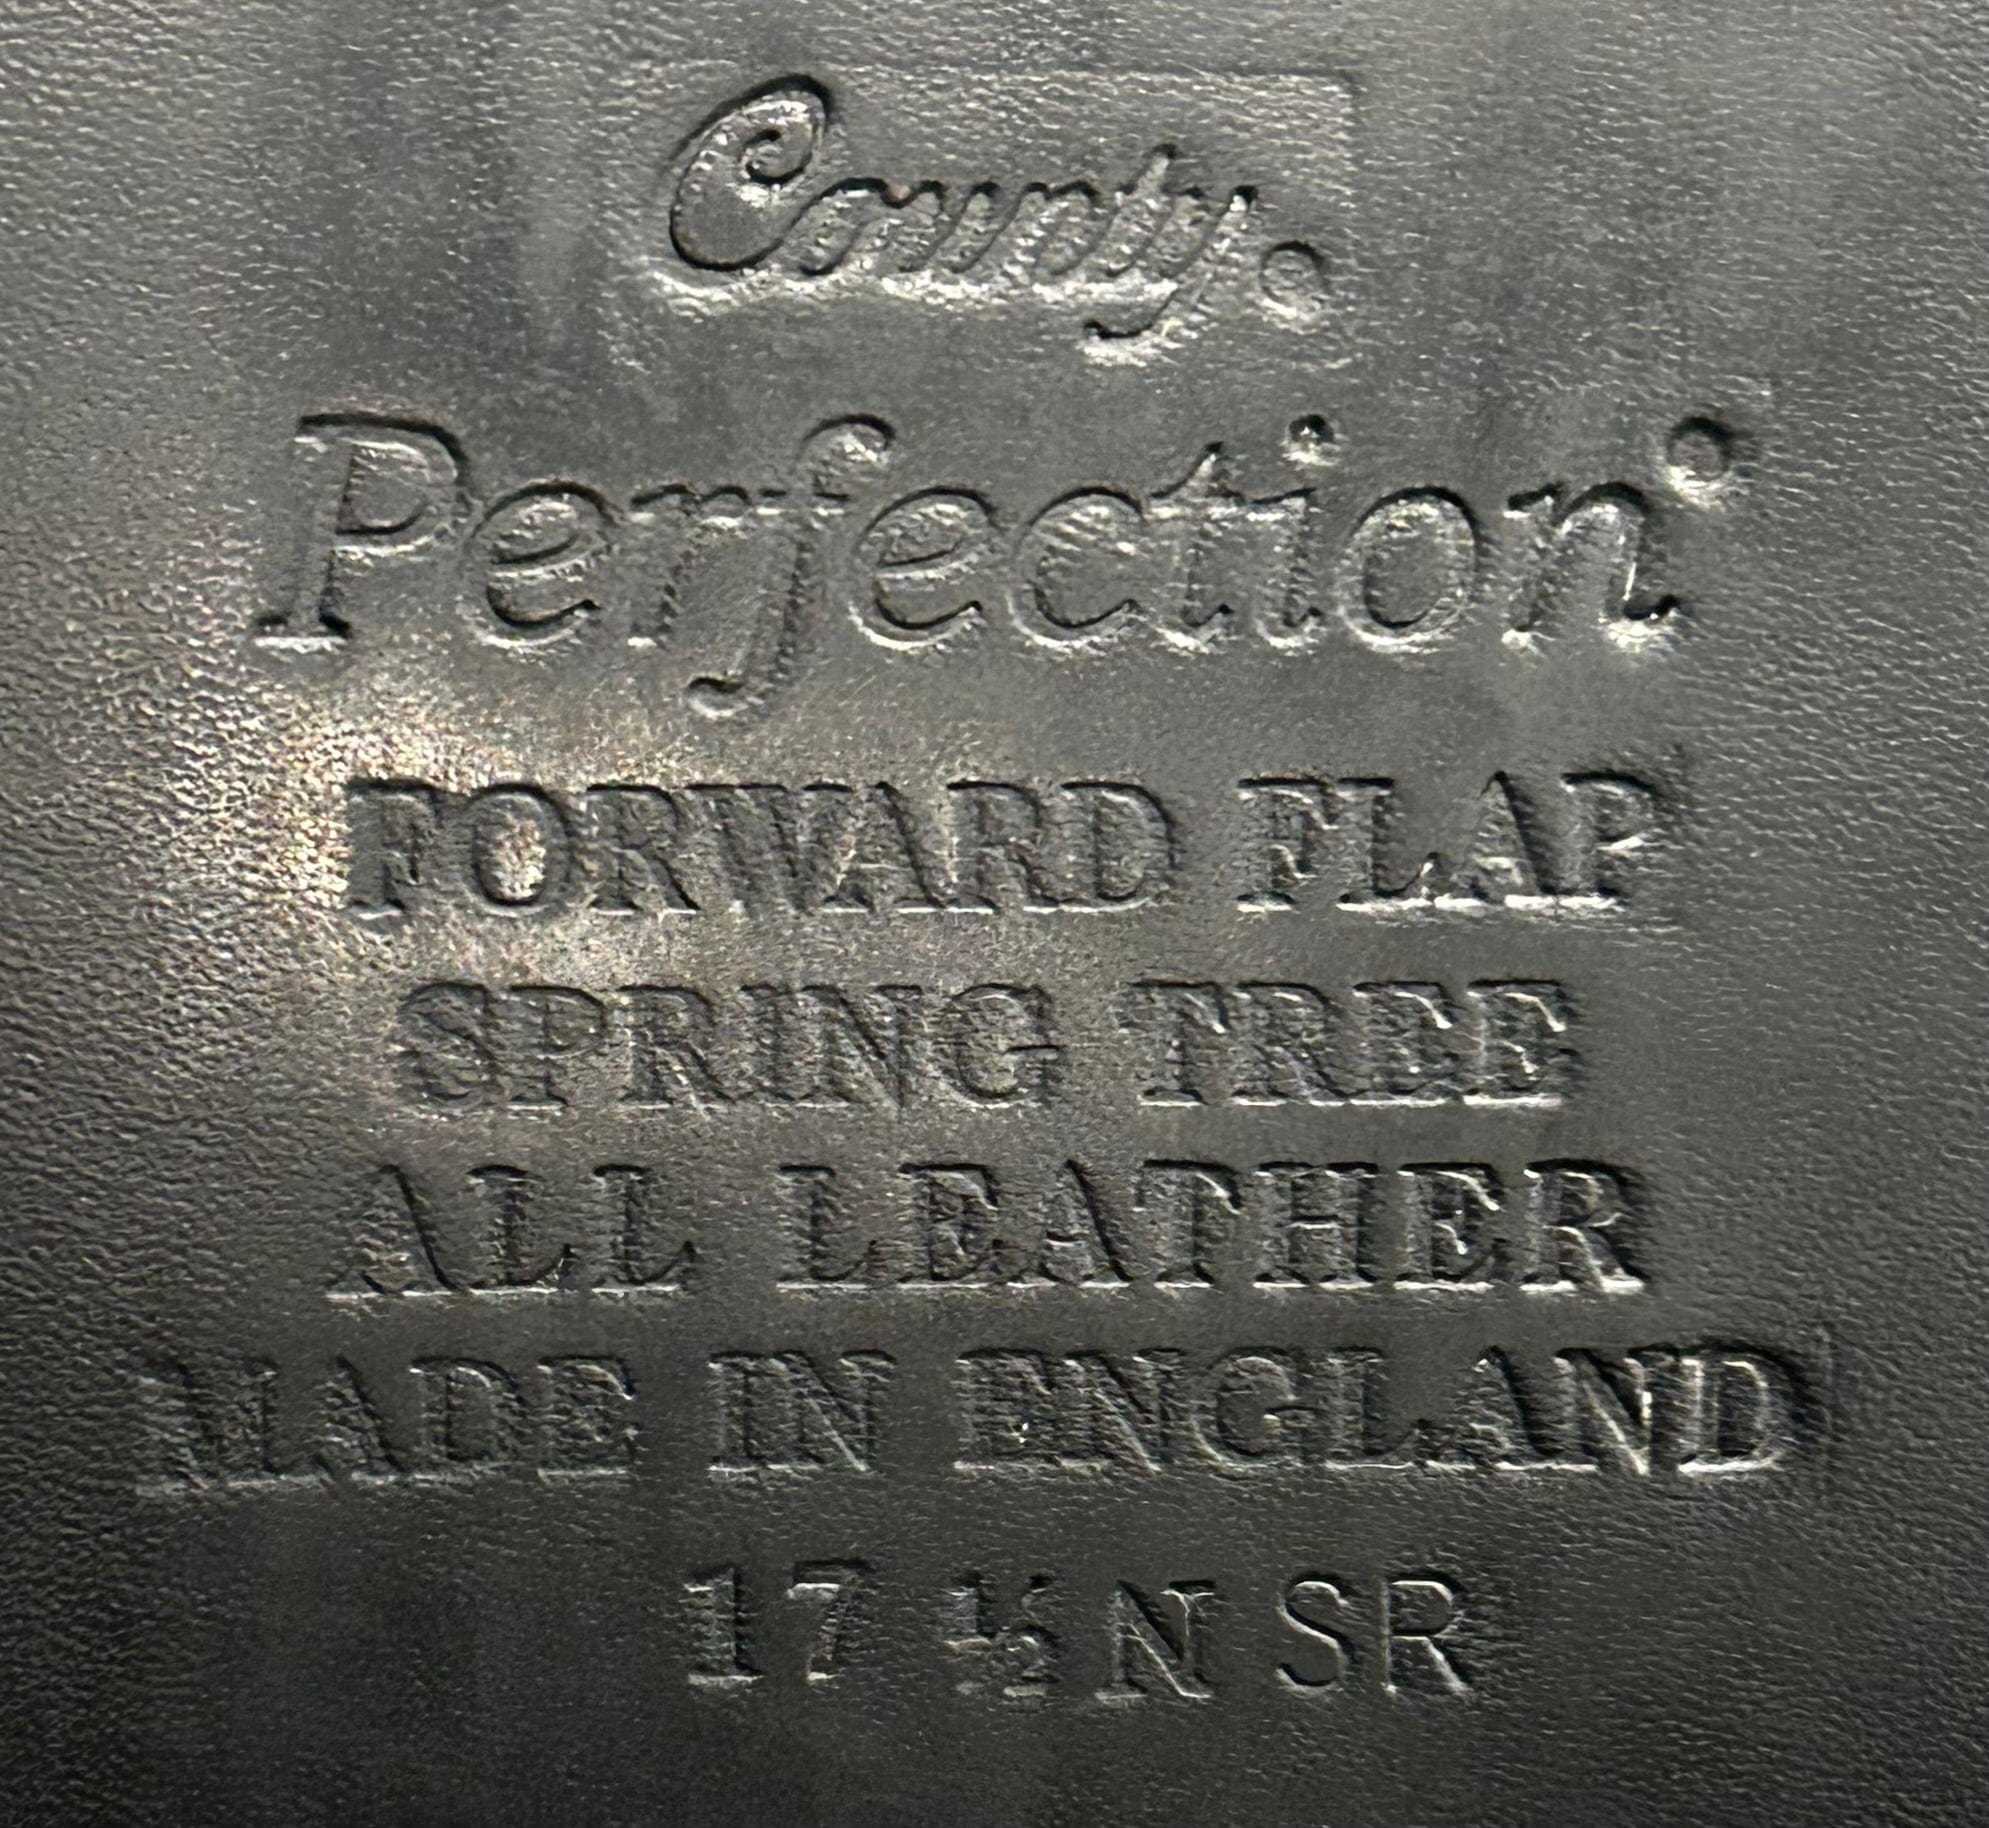 County®
Perfection®
FORWARD FLAP
SPRING TREE
ALL LEATHER
MADE IN ENGLAND
17 ½ N SR